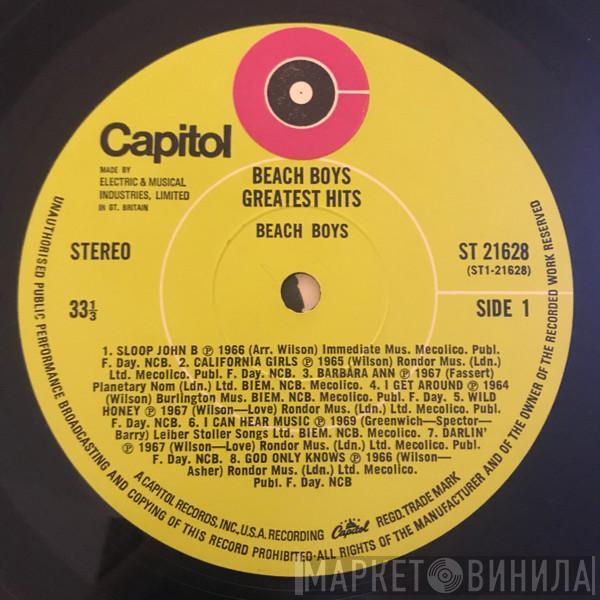 Capitol
MADE BY
ELECTRIC & MUSICAL
INDUSTRIES, LIMITED
IN GT. BRITAIN
BEACH BOYS
GREATEST HITS
BEACH BOYS
STEREO
ST 21628
(ST1-21628)
33⅓
SIDE 1
1. SLOOP JOHN B ℗ 1966 (Arr. Wilson) Immediate Mus. Mecolico. Publ.
F. Day. NCB. 2. CALIFORNIA GIRLS ℗ 1965 (Wilson) Rondor Mus. (Ldn.)
Ltd. Mecolico. Publ. F. Day. NCB. 3. BARBARA ANN ℗ 1967 (Fassert)
Planetary Nom (Ldn.) Ltd. BIEM. NCB. Mecolico. 4. I GET AROUND ℗ 1964
(Wilson) Burlington Mus. BIEM. NCB. Mecolico. 5. WILD
HONEY ℗ 1967 (Wilson—Love) Rondor Mus. (Ldn.) Ltd. Mecolico. Publ.
F. Day. NCB. 6. I CAN HEAR MUSIC ℗ 1969 (Greenwich—Spector—
Barry) Leiber Stoller Songs Ltd. BIEM. NCB. Mecolico. 7. DARLIN'
℗ 1967 (Wilson—Love) Rondor Mus. (Ldn.) Ltd. Mecolico. Publ.
F. Day. NCB. 8. GOD ONLY KNOWS ℗ 1966 (Wilson—
Asher) Rondor Mus. (Ldn.) Ltd. Mecolico.
Publ. F. Day. NCB
A CAPITOL RECORDS, INC., U.S.A. RECORDING Capitol REGD. TRADE MARK
UNAUTHORISED PUBLIC PERFORMANCE BROADCASTING AND COPYING OF THIS RECORD PROHIBITED·ALL RIGHTS OF THE MANUFACTURER AND OF THE OWNER OF THE RECORDED WORK RESERVED
МАРКЕТ ВИНИЛА